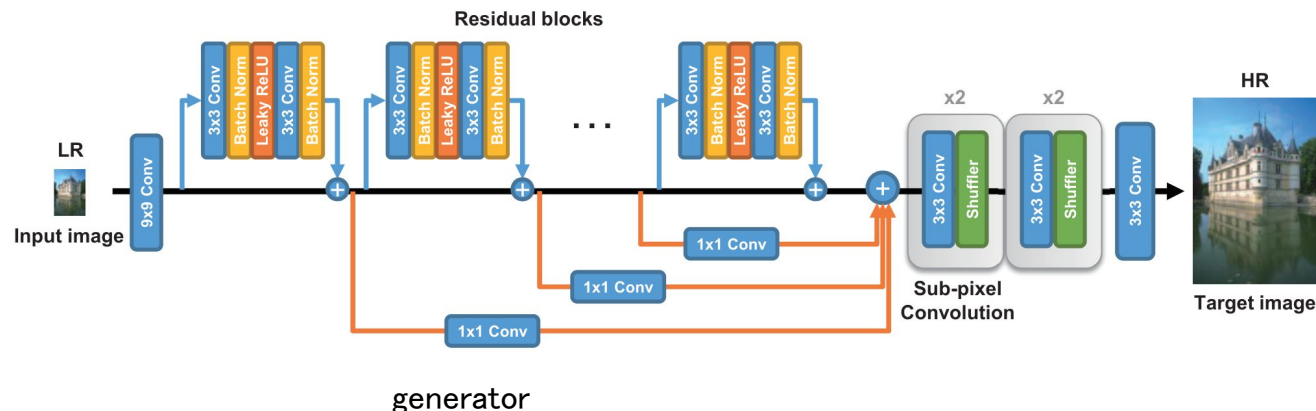 Residual blocks
3x3 Conv
Batch Norm
Leaky ReLU
3x3 Conv
Batch Norm
3x3 Conv
Batch Norm
Leaky ReLU
3x3 Conv
Batch Norm
...
3x3 Conv
Batch Norm
Leaky ReLU
3x3 Conv
Batch Norm
LR
Input image
9x9 Conv
+
+
+
+
1x1 Conv
1x1 Conv
1x1 Conv
x2
3x3 Conv
Shuffler
x2
3x3 Conv
Shuffler
Sub-pixel
Convolution
3x3 Conv
HR
Target image
generator